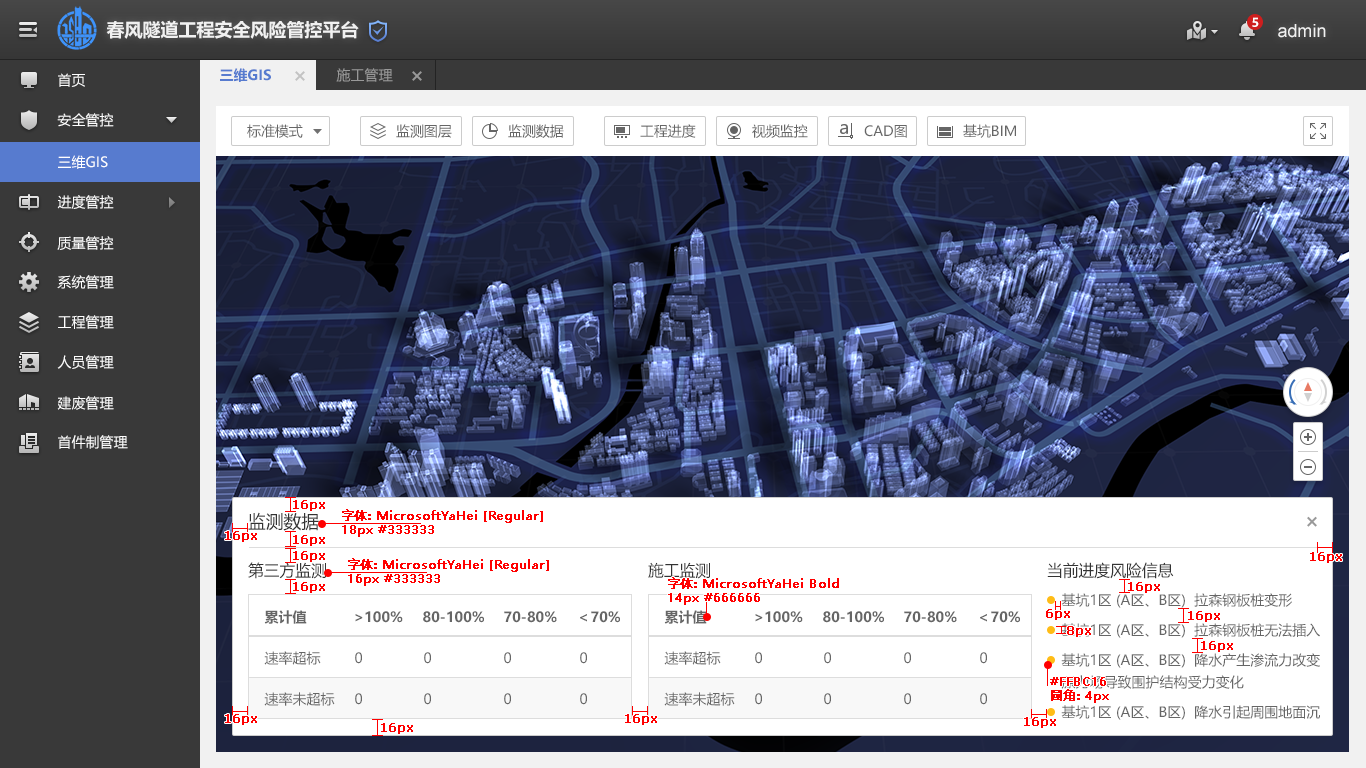 春风隧道工程安全风险管控平台
5
admin
首页
安全管控
三维GIS
进度管控
质量管控
系统管理
工程管理
人员管理
建废管理
首件制管理
三维GIS
施工管理
标准模式
监测图层
监测数据
工程进度
视频监控
CAD图
基坑BIM
16px
监测数据
字体: MicrosoftYaHei [Regular]
18px #333333
16px
16px
16px
16px
第三方监测
字体: MicrosoftYaHei [Regular]
16px #333333
16px
累计值 >100% 80-100% 70-80% <70%
速率超标 0 0 0 0
速率未超标 0 0 0 0
16px
16px
施工监测
字体: MicrosoftYaHei Bold
14px #666666
累计值 >100% 80-100% 70-80% <70%
速率超标 0 0 0 0
速率未超标 0 0 0 0
16px
16px
当前进度风险信息
16px
基坑1区 (A区、B区) 拉森钢板桩变形
6px
16px
基坑1区 (A区、B区) 拉森钢板桩无法插入
8px
16px
基坑1区 (A区、B区) 降水产生渗流力改变
导致围护结构受力变化
#FFBC16
圆角: 4px
基坑1区 (A区、B区) 降水引起周围地面沉